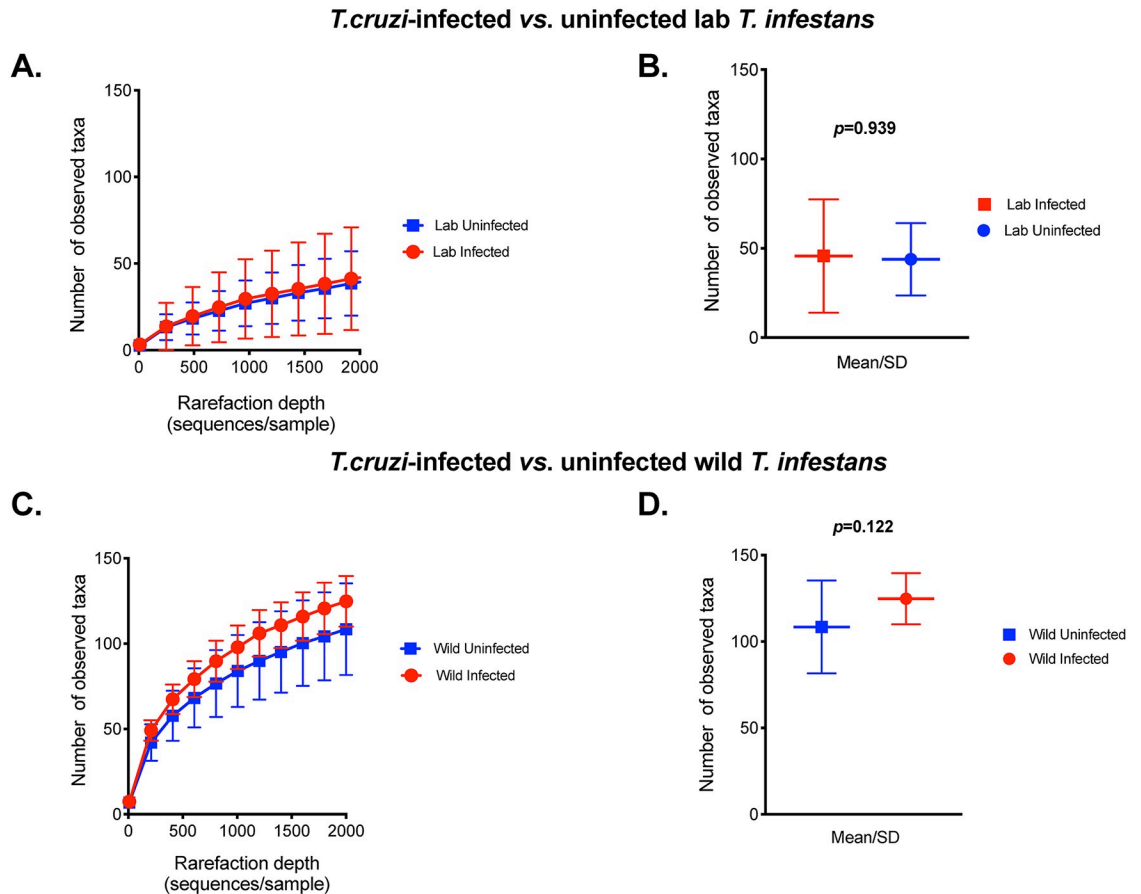 T.cruzi-infected vs. uninfected lab T. infestans
A.
Number of observed taxa
150
100
50
0
0 500 1000 1500 2000
Rarefaction depth
(sequences/sample)
Lab Uninfected
Lab Infected
B.
Number of observed taxa
150
100
50
0
p=0.939
Mean/SD
Lab Infected
Lab Uninfected
T.cruzi-infected vs. uninfected wild T. infestans
C.
Number of observed taxa
150
100
50
0
0 500 1000 1500 2000
Rarefaction depth
(sequences/sample)
Wild Uninfected
Wild Infected
D.
p=0.122
Number of observed taxa
150
100
50
0
Mean/SD
Wild Uninfected
Wild Infected